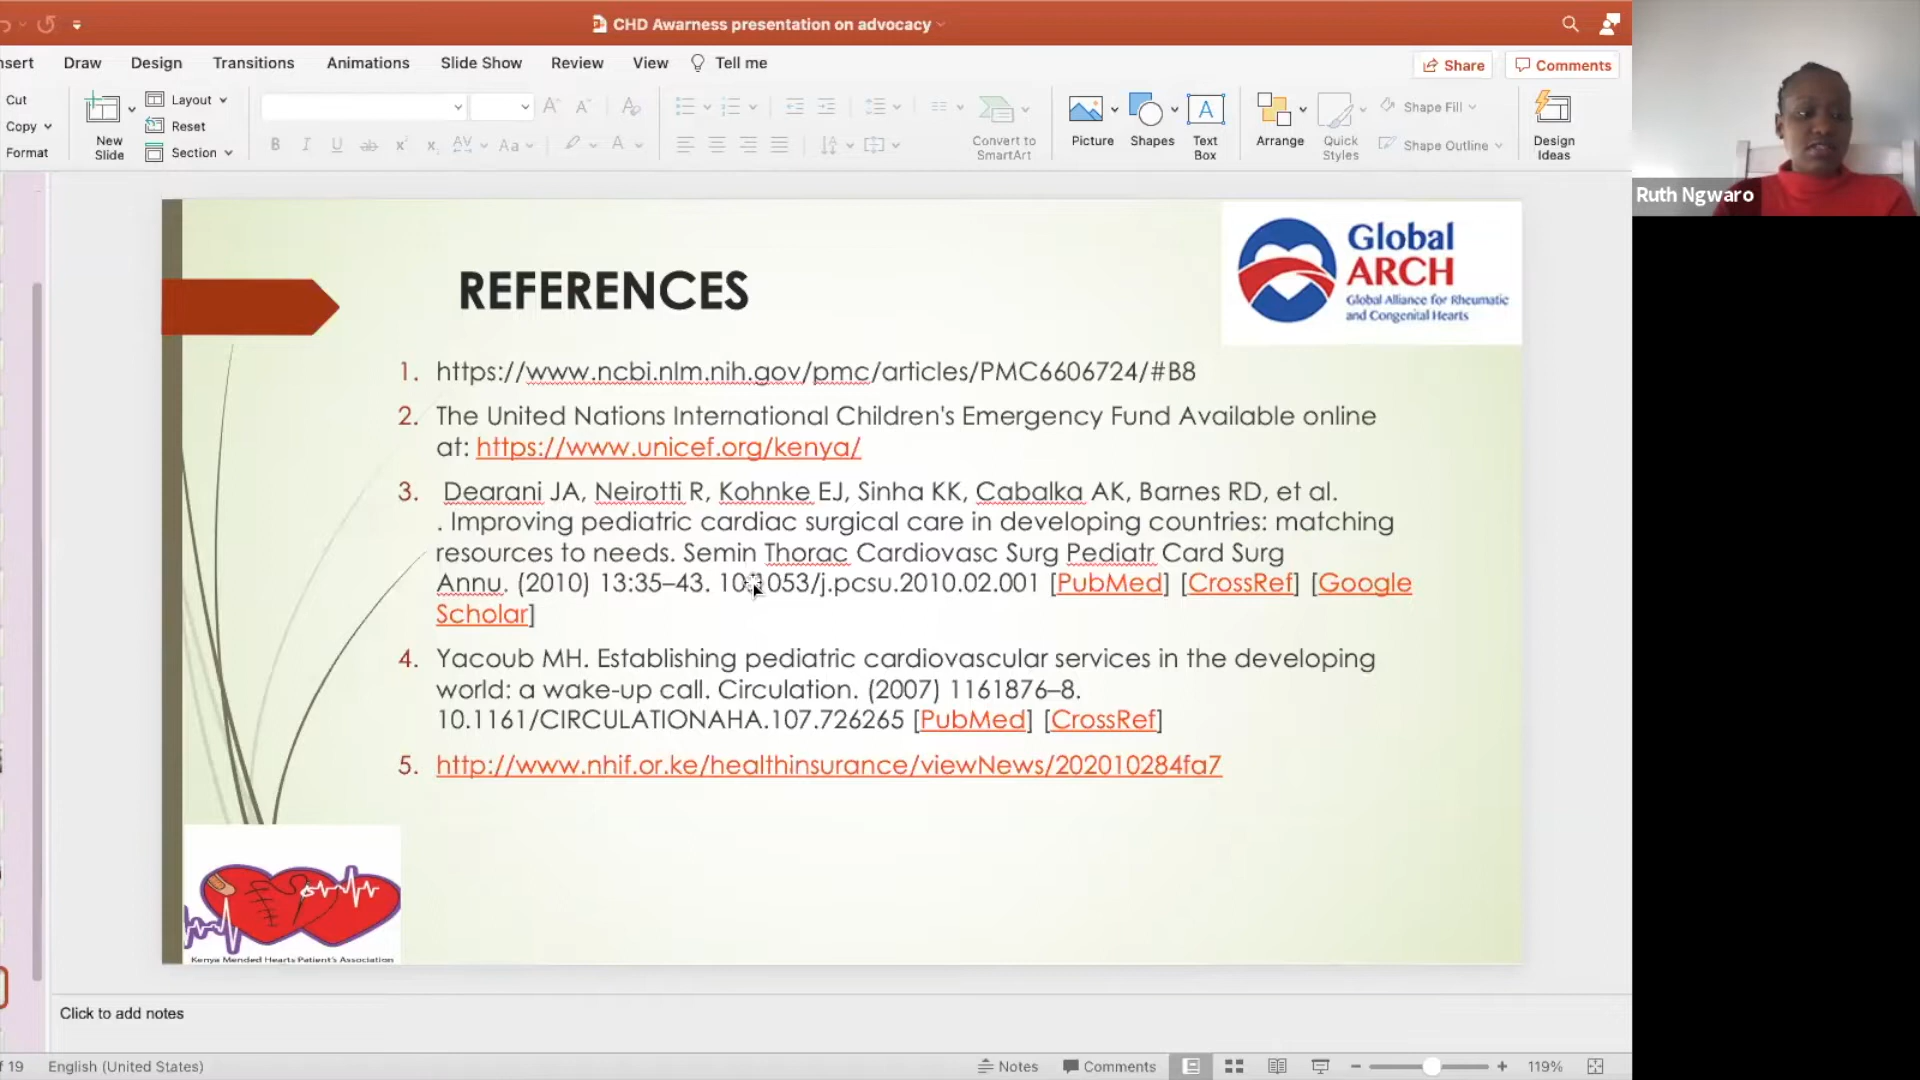 CHD Awarness presentation on advocacy
nsert Draw Design Transitions Animations Slide Show Review View Tell me Share Comments
Cut
Copy
Format
New Slide
Layout
Reset
Section
Aa
Convert to SmartArt
Picture
Shapes
Text Box
Arrange
Quick Styles
Shape Fill
Shape Outline
Design Ideas
Ruth Ngwaro
REFERENCES
Global
ARCH
Global Alliance for Rheumatic
and Congenital Hearts
1. https://www.ncbi.nlm.nih.gov/pmc/articles/PMC6606724/#B8
2. The United Nations International Children's Emergency Fund Available online
at: https://www.unicef.org/kenya/
3. Dearani JA, Neirotti R, Kohnke EJ, Sinha KK, Cabalka AK, Barnes RD, et al.
. Improving pediatric cardiac surgical care in developing countries: matching
resources to needs. Semin Thorac Cardiovasc Surg Pediatr Card Surg
Annu. (2010) 13:35–43. 10.1053/j.pcsu.2010.02.001 [PubMed] [CrossRef] [Google
Scholar]
4. Yacoub MH. Establishing pediatric cardiovascular services in the developing
world: a wake-up call. Circulation. (2007) 1161876–8.
10.1161/CIRCULATIONAHA.107.726265 [PubMed] [CrossRef]
5. http://www.nhif.or.ke/healthinsurance/viewNews/202010284fa7
Kenya Mended Hearts Patient's Association
Click to add notes
f 19 English (United States) Notes Comments 119%